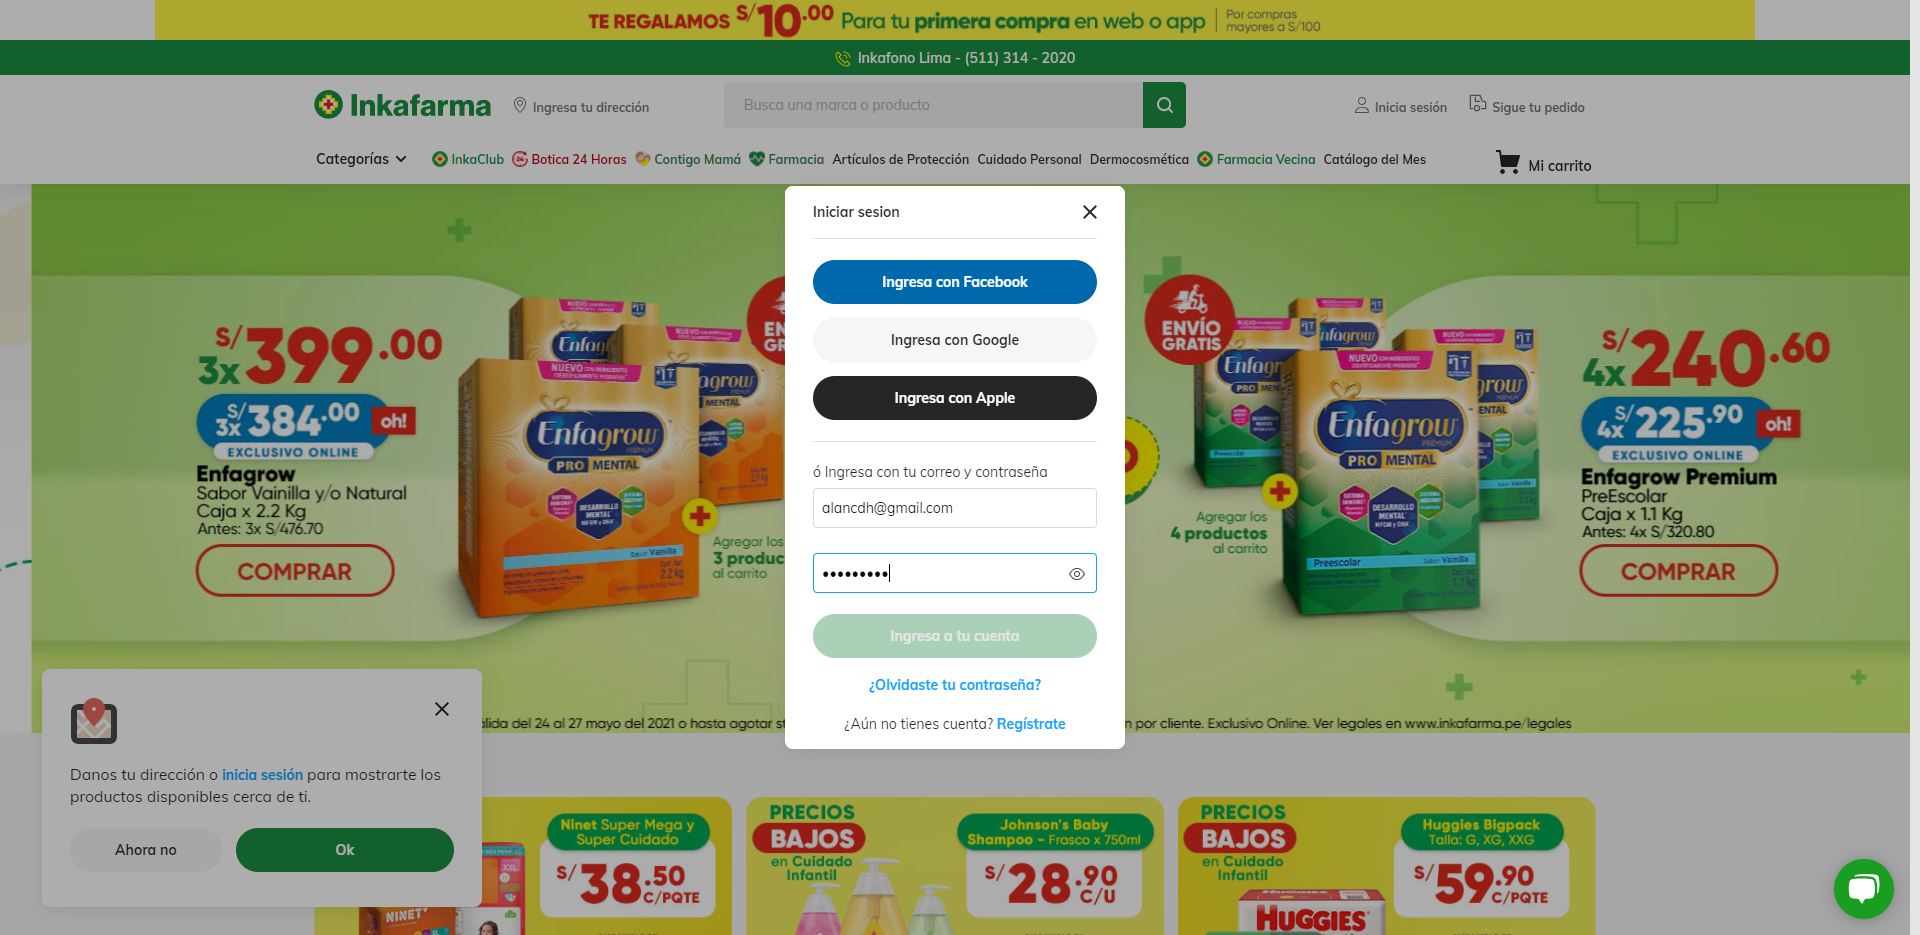 TE REGALAMOS S/10.00 Para tu primera compra en web o app Por compras mayores a S/100
Inkafono Lima - (511) 314 - 2020
Inkafarma
Ingresa tu dirección
Busca una marca o producto
Inicia sesión
Sigue tu pedido
Categorías
InkaClub
Botica 24 Horas
Contigo Mamá
Farmacia
Artículos de Protección
Cuidado Personal
Dermocosmética
Farmacia Vecina
Catálogo del Mes
Mi carrito
3x S/399.00
S/ 3x384.00 oh!
EXCLUSIVO ONLINE
Enfagrow
Sabor Vainilla y/o Natural
Caja x 2.2 Kg
Antes: 3x S/476.70
COMPRAR
Enfagrow
PRO MENTAL
Agregar los
3 produc
al carrito
Iniciar sesion
Ingresa con Facebook
Ingresa con Google
Ingresa con Apple
ó Ingresa con tu correo y contraseña
alancdh@gmail.com
•••••••••
Ingresa a tu cuenta
¿Olvidaste tu contraseña?
¿Aún no tienes cuenta? Regístrate
ENVÍO
GRATIS
Agregar los
4 productos
al carrito
Enfagrow
PREMIUM
PRO MENTAL
Preescolar
4x S/240.60
S/ 4x225.90 oh!
EXCLUSIVO ONLINE
Enfagrow Premium
PreEscolar
Caja x 1.1 Kg
Antes: 4x S/320.80
COMPRAR
lida del 24 al 27 mayo del 2021 o hasta agotar st
n por cliente. Exclusivo Online. Ver legales en www.inkafarma.pe/legales
Danos tu dirección o inicia sesión para mostrarte los
productos disponibles cerca de ti.
Ahora no
Ok
Ninet Super Mega y
Super Cuidado
S/38.50
C/PQTE
NINET
PRECIOS
BAJOS
en Cuidado
Infantil
Johnson's Baby
Shampoo - Frasco x 750ml
S/28.90
C/U
PRECIOS
BAJOS
en Cuidado
Infantil
Huggies Bigpack
Talla: G, XG, XXG
S/59.90
C/PQTE
HUGGIES